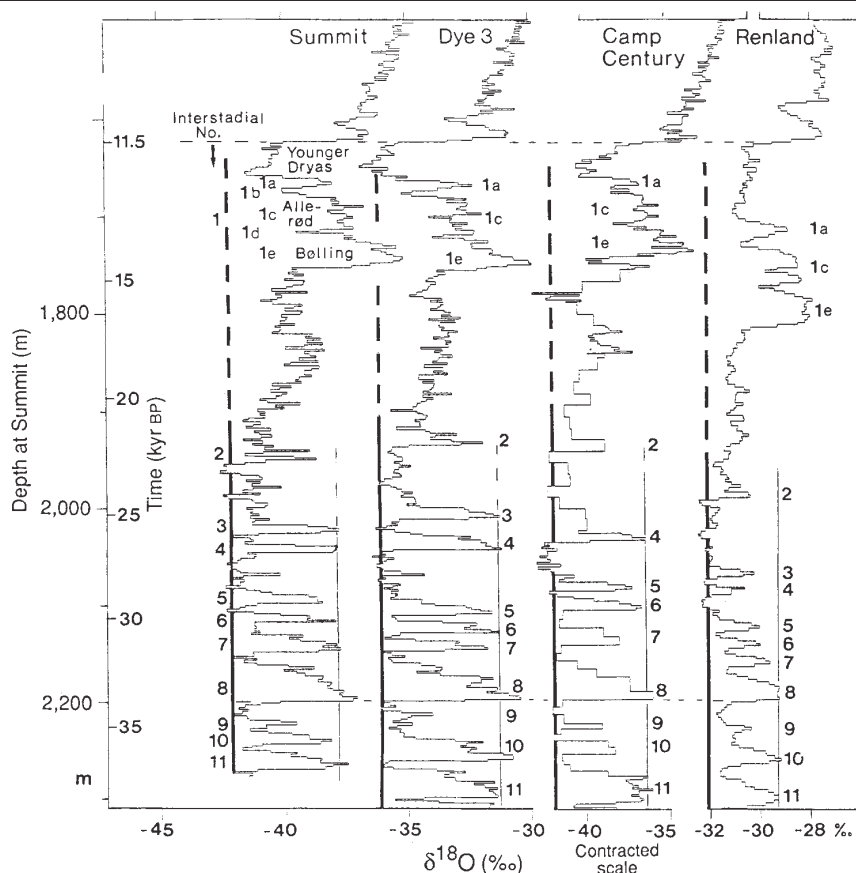 Summit
Dye 3
Camp
Century
Renland
Interstadial
No.
11.5
Younger
Dryas
1a
1b
1
1c
Alle-
rød
1d
1e
Bølling
1a
1c
1e
1a
1c
1e
1a
1c
1e
15
1,800
20
2
2
2
2
2,000
25
3
3
3
4
4
4
4
5
5
5
5
30
6
6
6
6
7
7
7
7
8
8
8
8
2,200
9
9
9
9
35
10
10
10
10
11
11
11
11
m
Depth at Summit (m)
Time (kyr BP)
-45
-40
-35
-30
-40
-35
-32
-30
-28
‰
δ18O (‰)
Contracted
scale